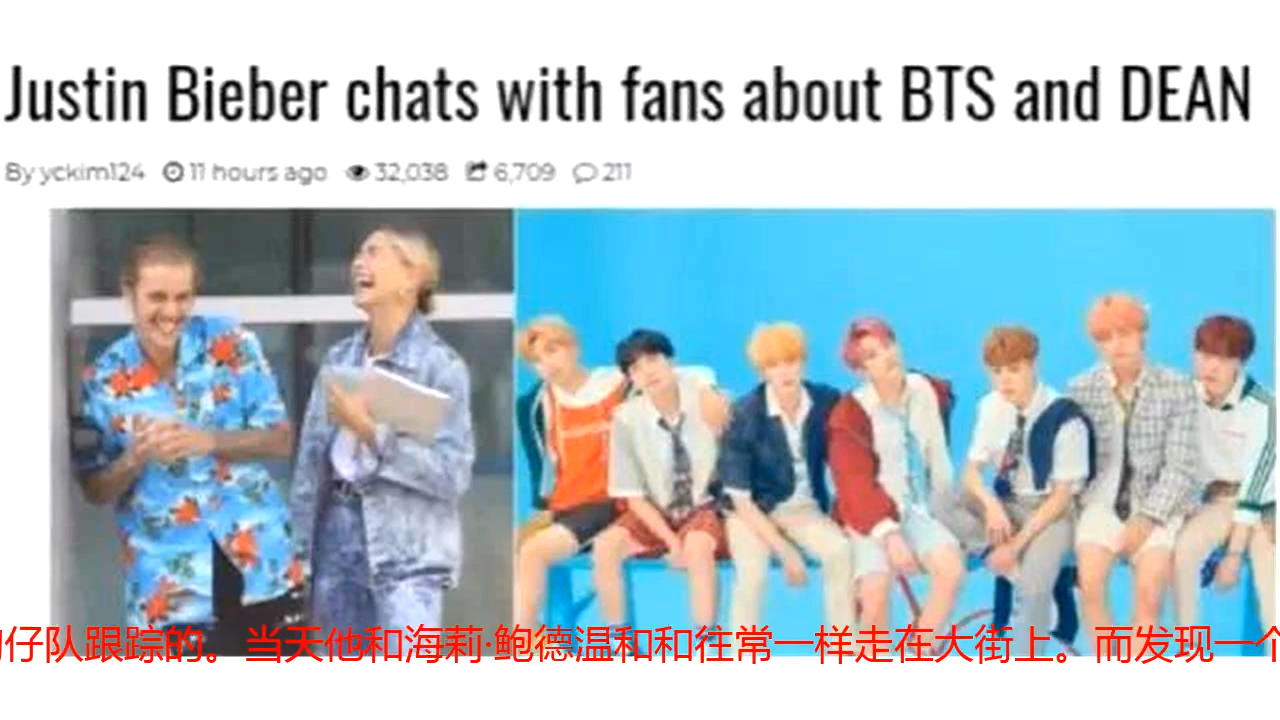 Justin Bieber chats with fans about BTS and DEAN
By yckim124 11 hours ago 32,038 6,709 211
仔队跟踪的。当天他和海莉·鲍德温和和往常一样走在大街上。而发现一个